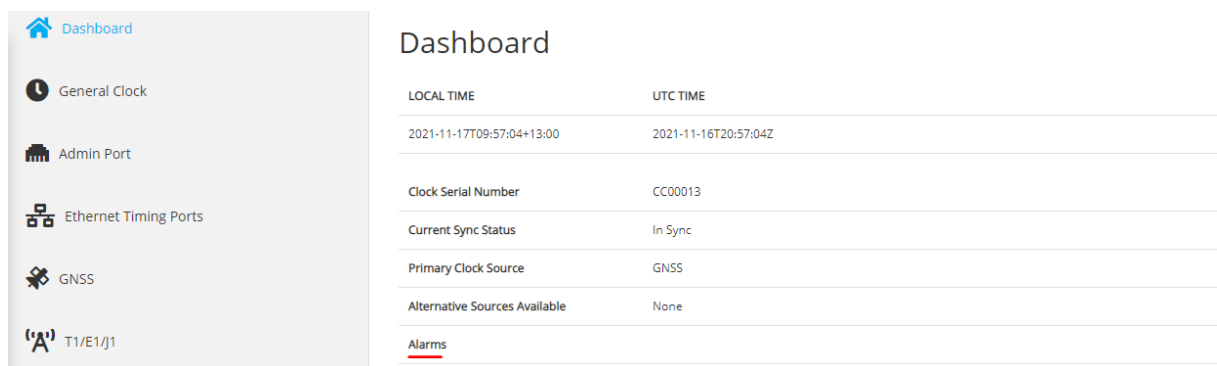 Dashboard
General Clock
Admin Port
Ethernet Timing Ports
GNSS
T1/E1/J1
Dashboard
LOCAL TIME UTC TIME
2021-11-17T09:57:04+13:00 2021-11-16T20:57:04Z
Clock Serial Number CC00013
Current Sync Status In Sync
Primary Clock Source GNSS
Alternative Sources Available None
Alarms